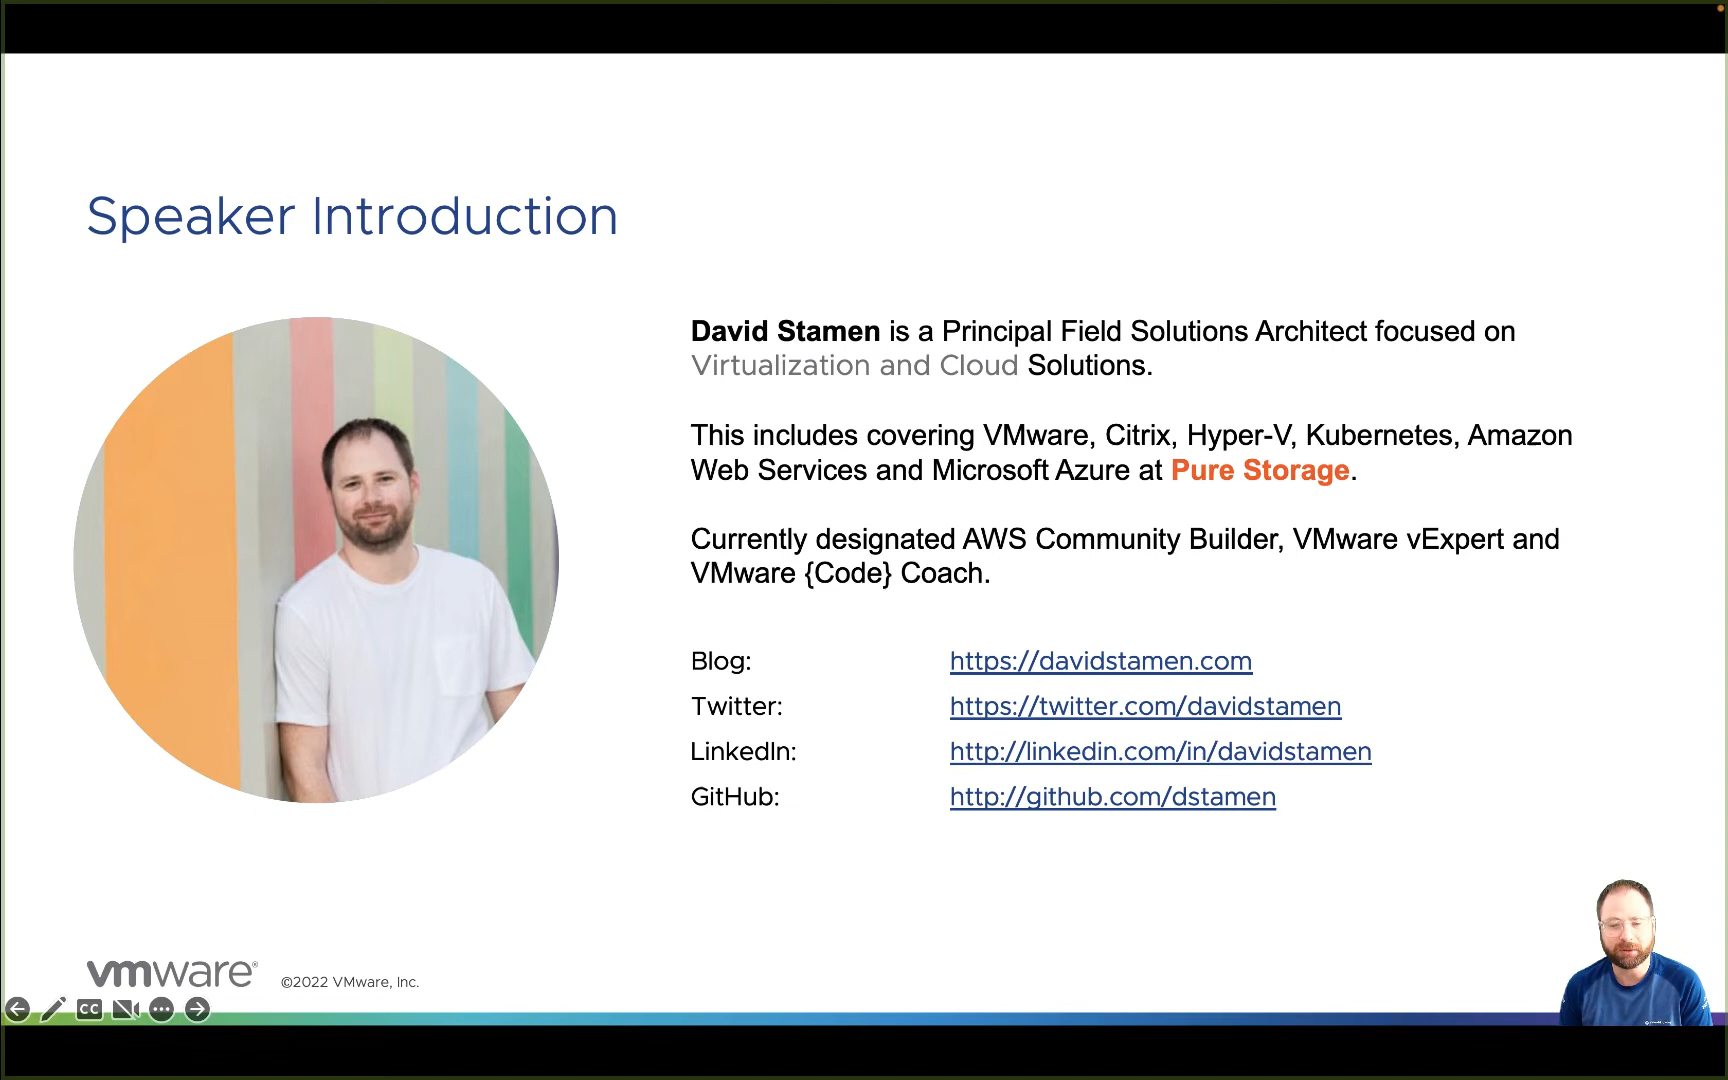 Speaker Introduction
David Stamen is a Principal Field Solutions Architect focused on
Virtualization and Cloud Solutions.
This includes covering VMware, Citrix, Hyper-V, Kubernetes, Amazon
Web Services and Microsoft Azure at Pure Storage.
Currently designated AWS Community Builder, VMware vExpert and
VMware {Code} Coach.
Blog: https://davidstamen.com
Twitter: https://twitter.com/davidstamen
LinkedIn: http://linkedin.com/in/davidstamen
GitHub: http://github.com/dstamen
vmware® ©2022 VMware, Inc.
CC